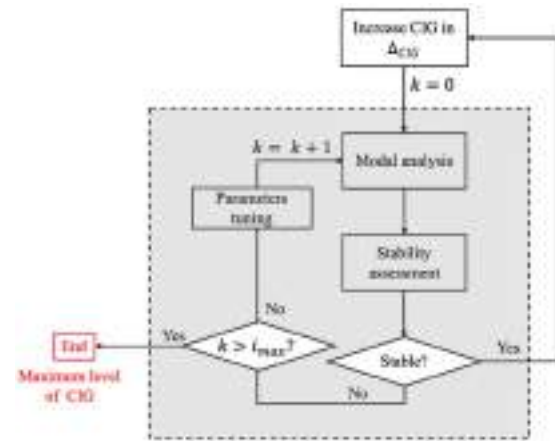 Increase CIG in
Δ_CIG
k = 0
k = k + 1
Modal analysis
Parameters
tuning
Stability
assessment
No
Yes
k > i_max?
Stable?
Yes
End
No
Maximum level
of CIG